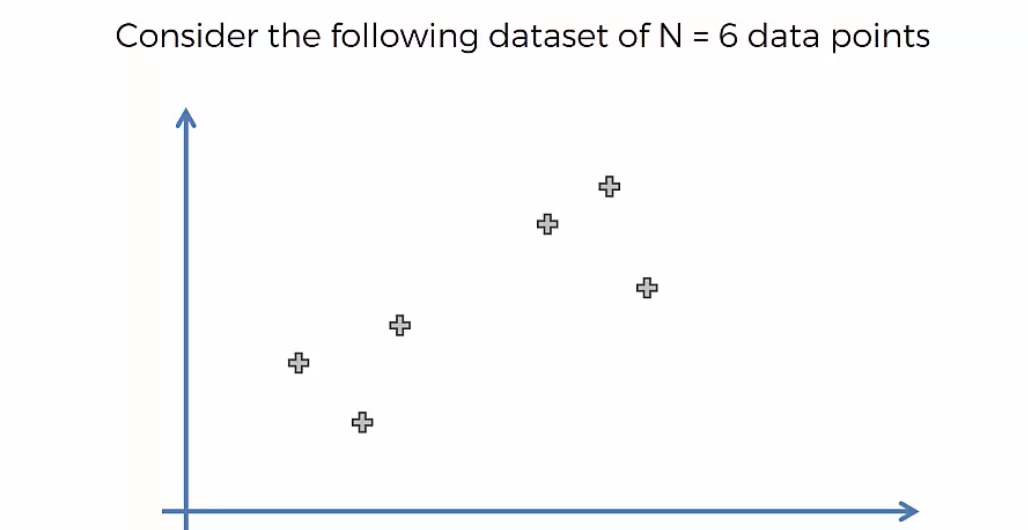 Consider the following dataset of N = 6 data points